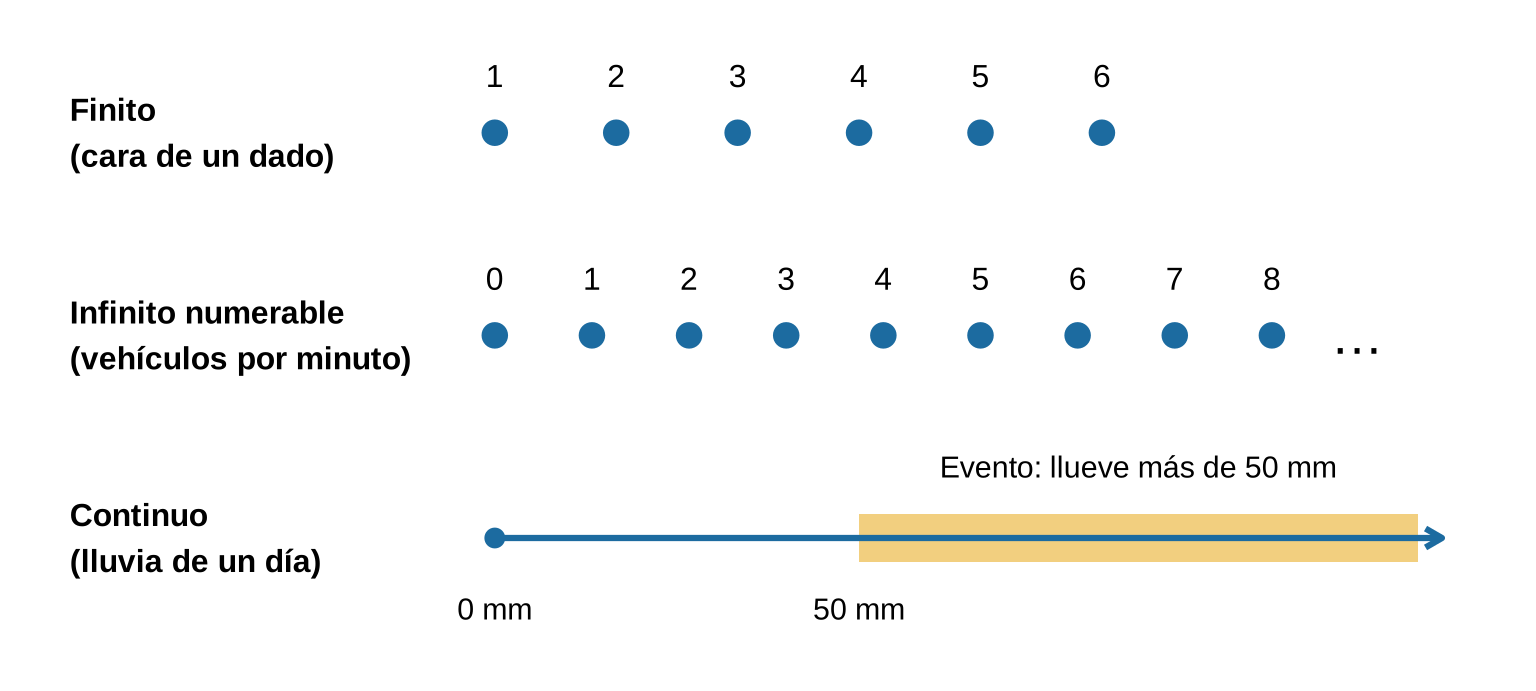 1 2 3 4 5 6
Finito
(cara de un dado)
0 1 2 3 4 5 6 7 8
Infinito numerable
(vehículos por minuto)
...
Evento: llueve más de 50 mm
Continuo
(lluvia de un día)
0 mm 50 mm